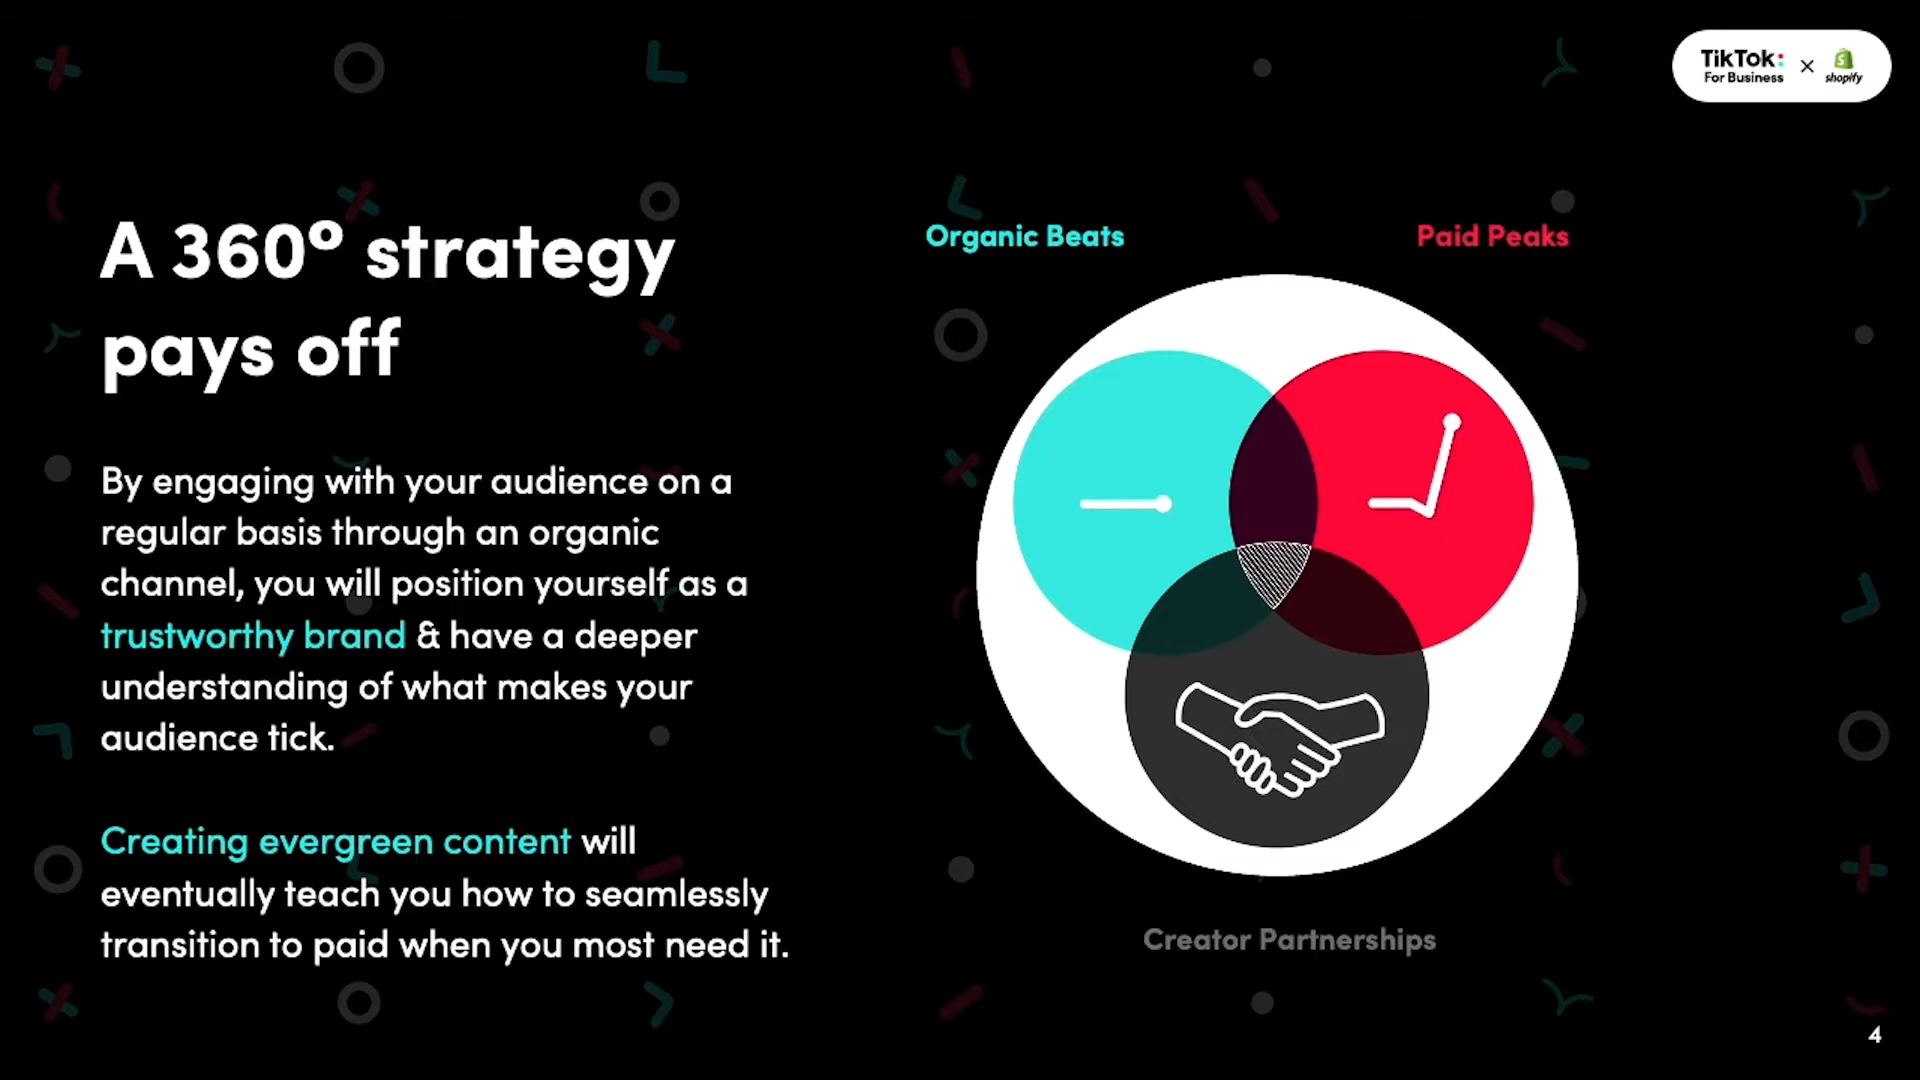 TikTok:
For Business
×
shopify
A 360° strategy
pays off
Organic Beats
Paid Peaks
By engaging with your audience on a
regular basis through an organic
channel, you will position yourself as a
trustworthy brand & have a deeper
understanding of what makes your
audience tick.
Creating evergreen content will
eventually teach you how to seamlessly
transition to paid when you most need it.
Creator Partnerships
4